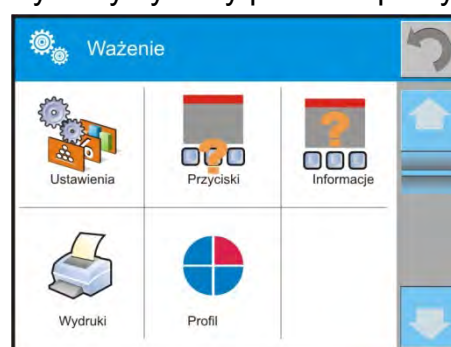 Ważenie
Ustawienia
Przyciski
Informacje
Wydruki
Profil